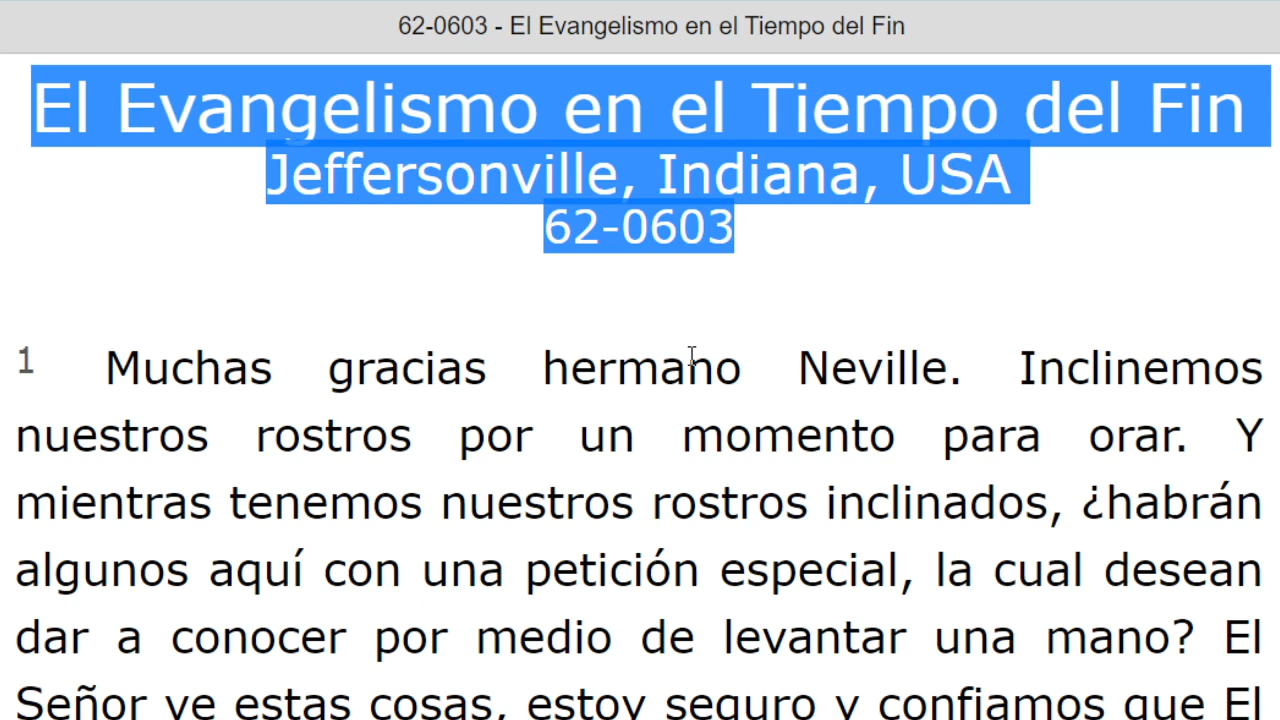 62-0603 - El Evangelismo en el Tiempo del Fin
El Evangelismo en el Tiempo del Fin
Jeffersonville, Indiana, USA
62-0603
1 Muchas gracias hermano Neville. Inclinemos
nuestros rostros por un momento para orar. Y
mientras tenemos nuestros rostros inclinados, ¿habrán
algunos aquí con una petición especial, la cual desean
dar a conocer por medio de levantar una mano? El
Señor ve estas cosas, estoy seguro y confiamos que El